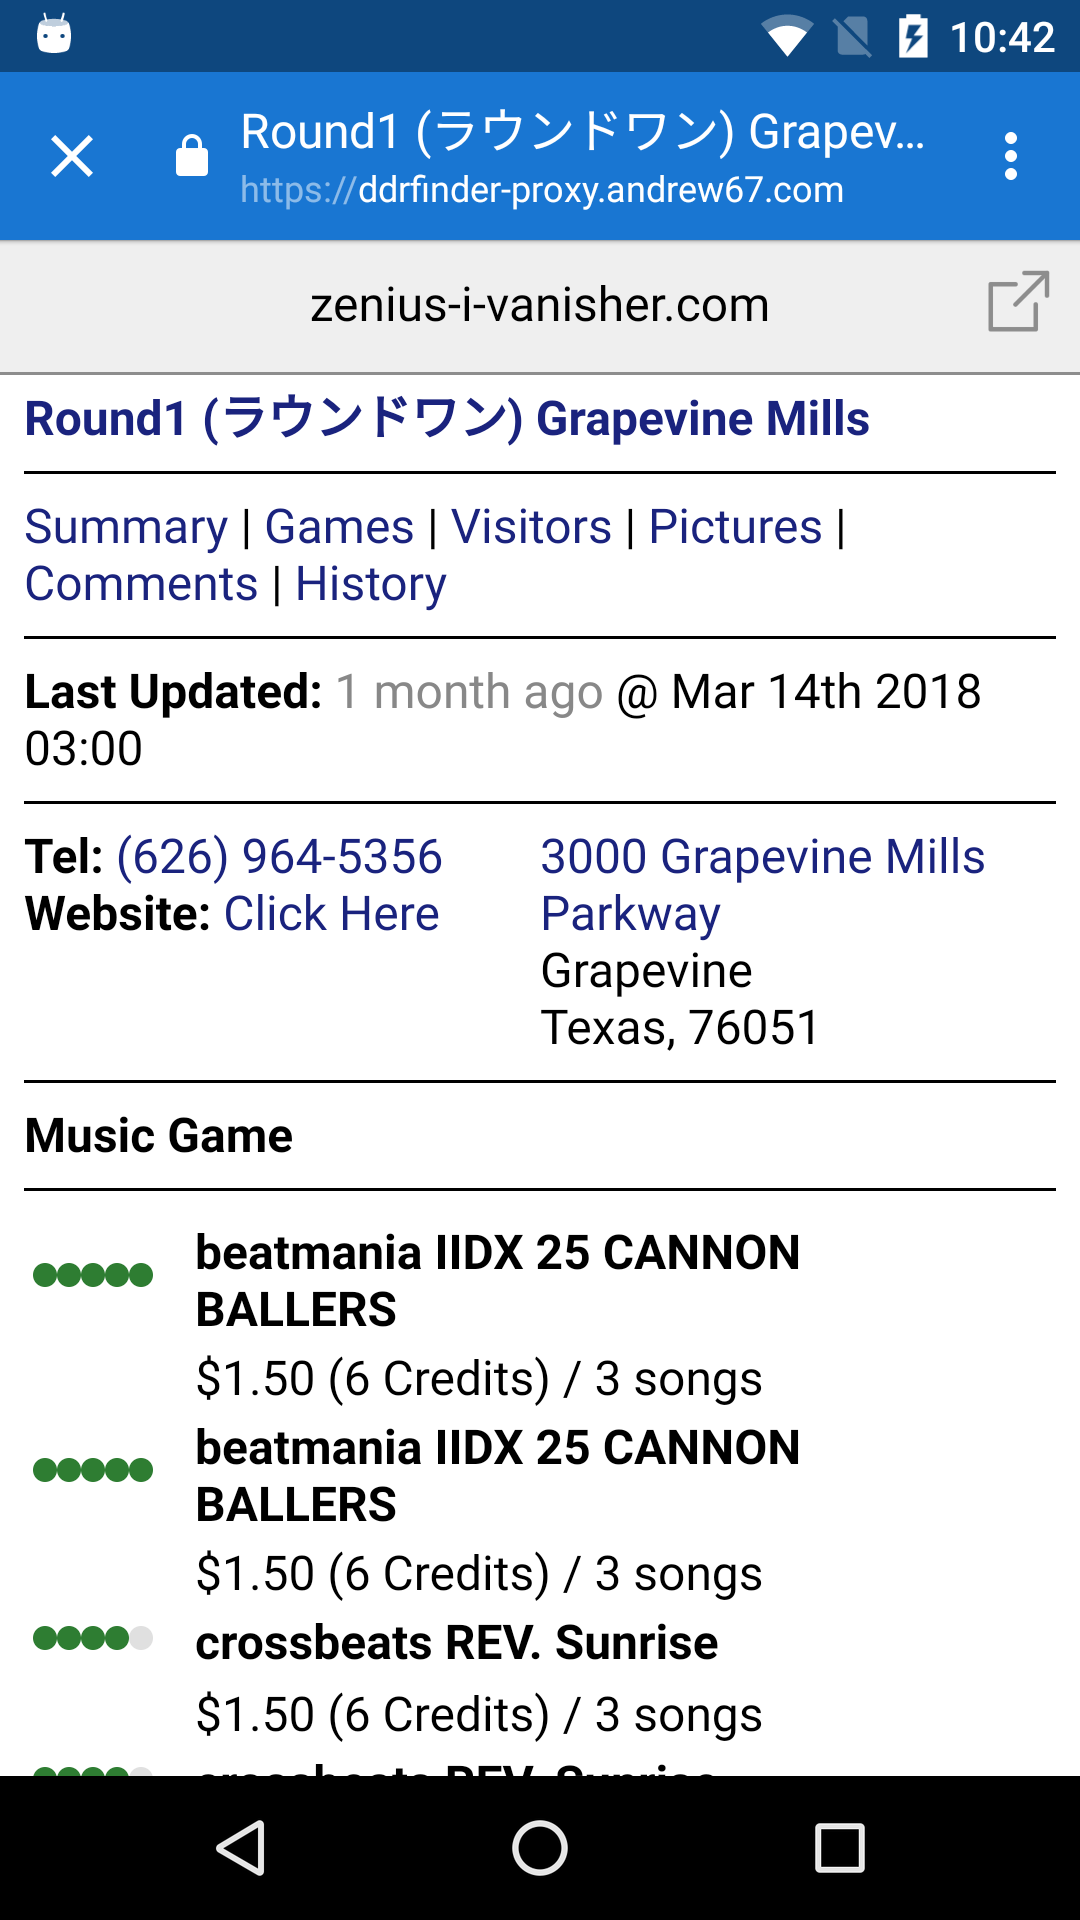 10:42
Round1 (ラウンドワン) Grapev...
https://ddrfinder-proxy.andrew67.com
zenius-i-vanisher.com
Round1 (ラウンドワン) Grapevine Mills
Summary | Games | Visitors | Pictures |
Comments | History
Last Updated: 1 month ago @ Mar 14th 2018
03:00
Tel: (626) 964-5356
Website: Click Here
3000 Grapevine Mills
Parkway
Grapevine
Texas, 76051
Music Game
beatmania IIDX 25 CANNON
BALLERS
$1.50 (6 Credits) / 3 songs
beatmania IIDX 25 CANNON
BALLERS
$1.50 (6 Credits) / 3 songs
crossbeats REV. Sunrise
$1.50 (6 Credits) / 3 songs
crossbeats REV. Sunrise